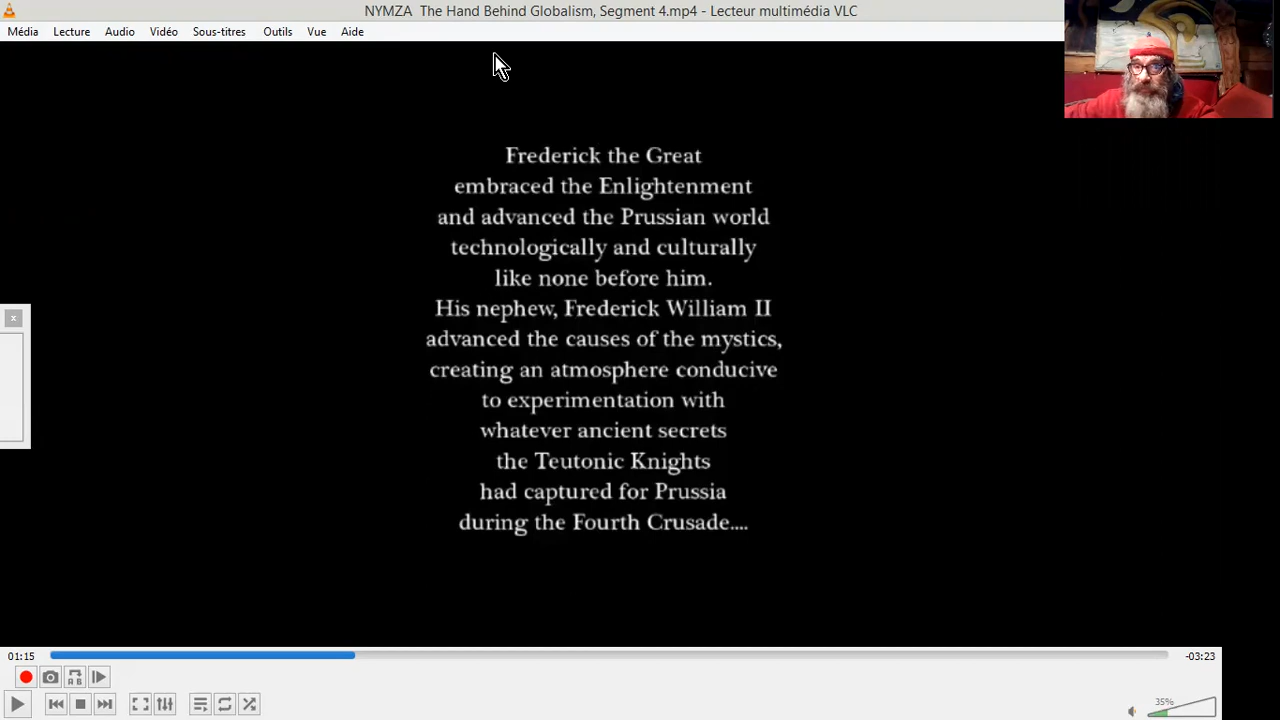 NYMZA  The Hand Behind Globalism, Segment 4.mp4 - Lecteur multimédia VLC
Média Lecture Audio Vidéo Sous-titres Outils Vue Aide
Frederick the Great
embraced the Enlightenment
and advanced the Prussian world
technologically and culturally
like none before him.
His nephew, Frederick William II
advanced the causes of the mystics,
creating an atmosphere conducive
to experimentation with
whatever ancient secrets
the Teutonic Knights
had captured for Prussia
during the Fourth Crusade....
01:15 -03:23
A B
35%